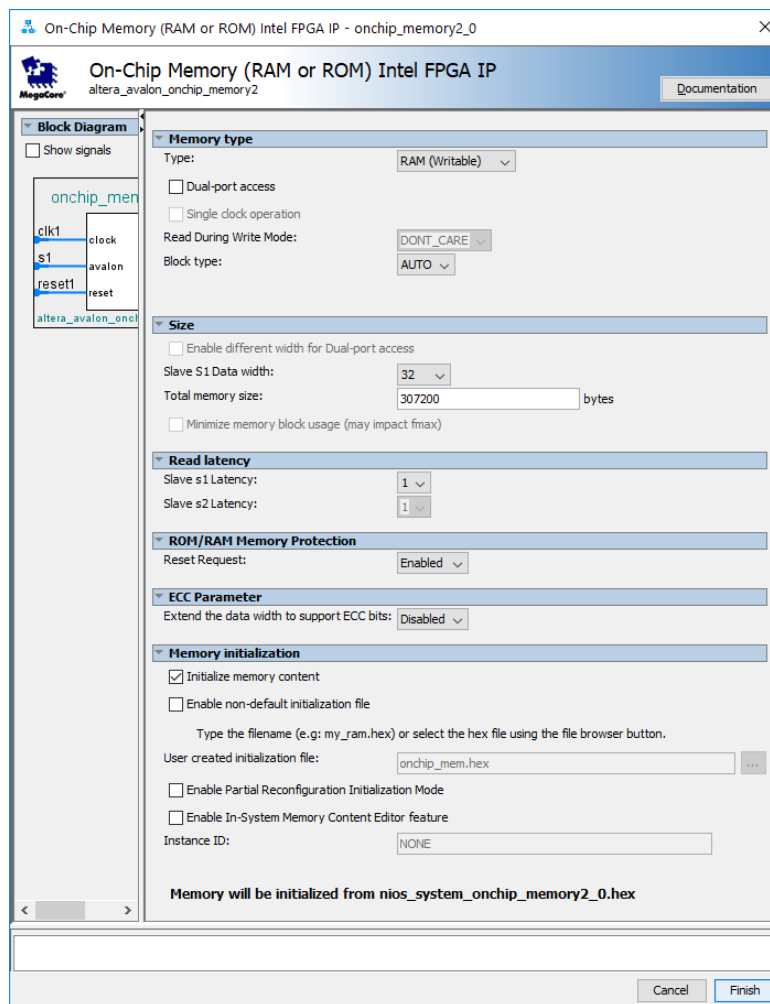 On-Chip Memory (RAM or ROM) Intel FPGA IP - onchip_memory2_0
On-Chip Memory (RAM or ROM) Intel FPGA IP
altera_avalon_onchip_memory2
MegaCore®
Documentation
Block Diagram
Show signals
onchip_mem
clk1
clock
s1
avalon
reset1
reset
altera_avalon_onch
Memory type
Type: RAM (Writable)
Dual-port access
Single clock operation
Read During Write Mode: DONT_CARE
Block type: AUTO
Size
Enable different width for Dual-port access
Slave S1 Data width: 32
Total memory size: 307200 bytes
Minimize memory block usage (may impact fmax)
Read latency
Slave s1 Latency: 1
Slave s2 Latency: 1
ROM/RAM Memory Protection
Reset Request: Enabled
ECC Parameter
Extend the data width to support ECC bits: Disabled
Memory initialization
Initialize memory content
Enable non-default initialization file
Type the filename (e.g: my_ram.hex) or select the hex file using the file browser button.
User created initialization file: onchip_mem.hex ...
Enable Partial Reconfiguration Initialization Mode
Enable In-System Memory Content Editor feature
Instance ID: NONE
Memory will be initialized from nios_system_onchip_memory2_0.hex
Cancel Finish